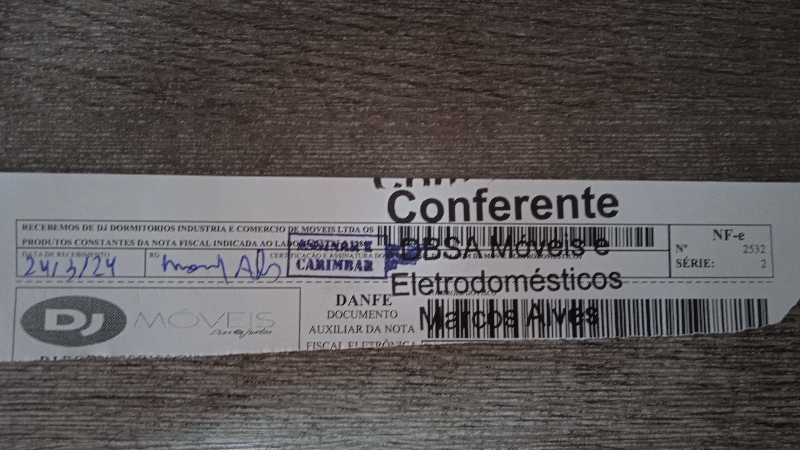 Conferente
RECEBEMOS DE DJ DORMITORIOS INDUSTRIA E COMERCIO DE MOVEIS LTDA OS
PRODUTOS CONSTANTES DA NOTA FISCAL INDICADA AO LADO
ASSINAR E
CARIMBAR
GBSA Móveis e
Eletrodomésticos
Marcos Alves
NF-e
Nº 2532
SÉRIE: 2
DATA DE RECEBIMENTO
24/3/24
RG
DJ MÓVEIS
DANFE
DOCUMENTO
AUXILIAR DA NOTA
FISCAL ELETRÔNICA